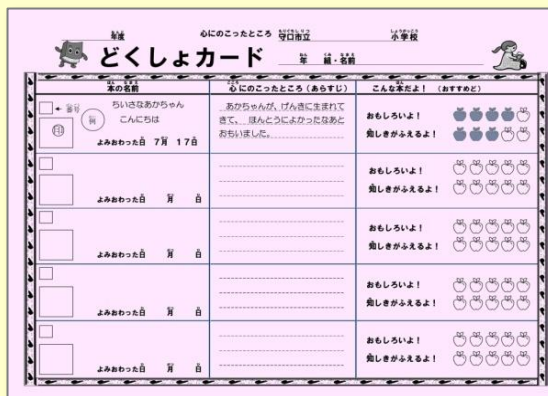 年度
心にのこったところ
守口市立 小学校
どくしょカード
年 組・名前
本の名前
心にのこったところ(あらすじ)
こんな本だよ!(おすすめど)
番号
例
ちいさなあかちゃん
こんにちは
よみおわった日 7月 17日
あかちゃんが、げんきに生まれて
きて、ほんとうによかったなあと
おもいました。
おもしろいよ!
知しきがふえるよ!
よみおわった日 月 日
おもしろいよ!
知しきがふえるよ!
よみおわった日 月 日
おもしろいよ!
知しきがふえるよ!
よみおわった日 月 日
おもしろいよ!
知しきがふえるよ!
よみおわった日 月 日
おもしろいよ!
知しきがふえるよ!